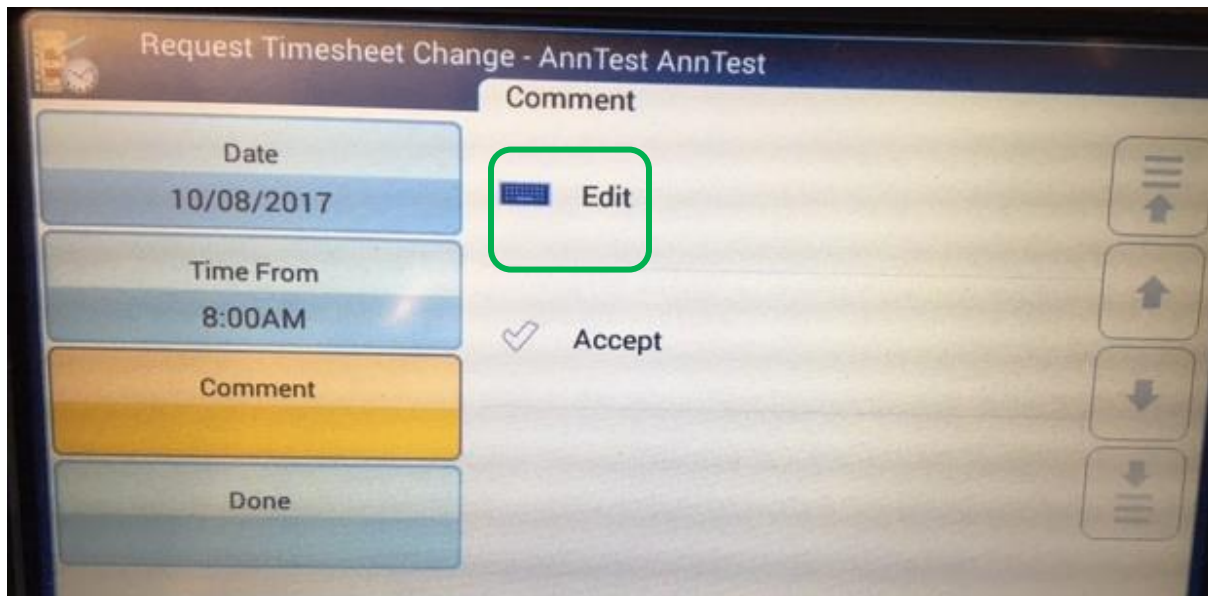 Request Timesheet Change - AnnTest AnnTest
Comment
Date
10/08/2017
Time From
8:00AM
Comment
Done
Edit
Accept